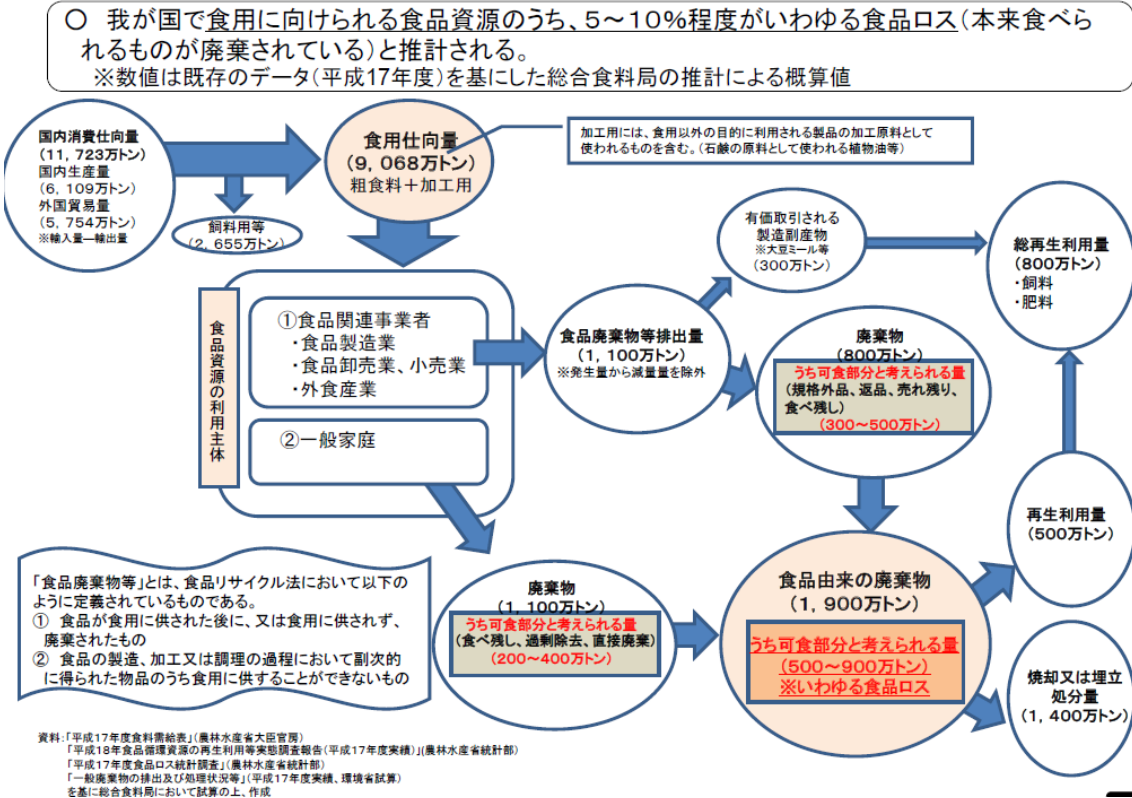 ○ 我が国で食用に向けられる食品資源のうち、5～10％程度がいわゆる食品ロス(本来食べら
れるものが廃棄されている)と推計される。
※数値は既存のデータ(平成17年度)を基にした総合食料局の推計による概算値
国内消費仕向量
(11,723万トン)
国内生産量
(6,109万トン)
外国貿易量
(5,754万トン)
※輸入量―輸出量
食用仕向量
(9,068万トン)
粗食料＋加工用
加工用には、食用以外の目的に利用される製品の加工原料として
使われるものを含む。(石鹸の原料として使われる植物油等)
飼料用等
(2,655万トン)
有価取引される
製造副産物
※大豆ミール等
(300万トン)
総再生利用量
(800万トン)
・飼料
・肥料
食品資源の利用主体
①食品関連事業者
・食品製造業
・食品卸売業、小売業
・外食産業
②一般家庭
食品廃棄物等排出量
(1,100万トン)
※発生量から減量量を除外
廃棄物
(800万トン)
うち可食部分と考えられる量
(規格外品、返品、売れ残り、
食べ残し)
(300～500万トン)
「食品廃棄物等」とは、食品リサイクル法において以下の
ように定義されているものである。
① 食品が食用に供された後に、又は食用に供されず、
廃棄されたもの
② 食品の製造、加工又は調理の過程において副次的
に得られた物品のうち食用に供することができないもの
廃棄物
(1,100万トン)
うち可食部分と考えられる量
(食べ残し、過剰除去、直接廃棄)
(200～400万トン)
食品由来の廃棄物
(1,900万トン)
うち可食部分と考えられる量
(500～900万トン)
※いわゆる食品ロス
再生利用量
(500万トン)
焼却又は埋立
処分量
(1,400万トン)
資料:「平成17年度食料需給表」(農林水産省大臣官房)
「平成18年食品循環資源の再生利用等実態調査報告(平成17年度実績)」(農林水産省統計部)
「平成17年度食品ロス統計調査」(農林水産省統計部)
「一般廃棄物の排出及び処理状況等」(平成17年度実績、環境省試算)
を基に総合食料局において試算の上、作成